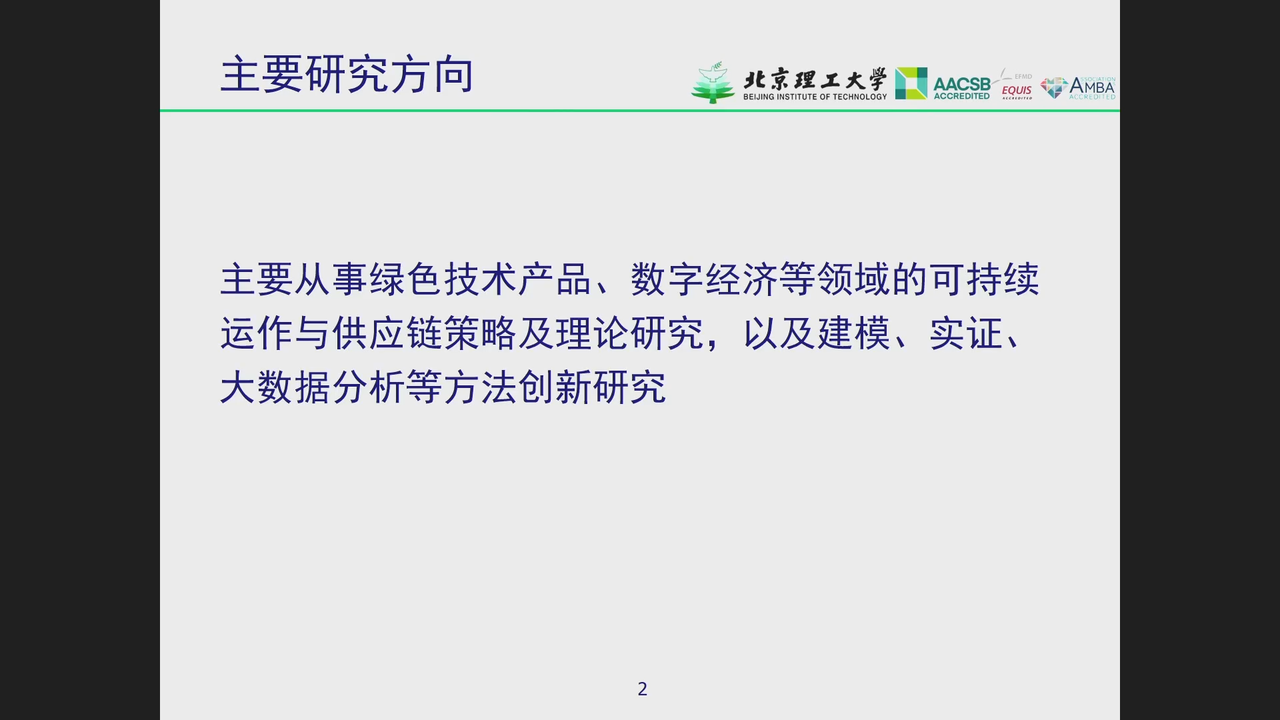 主要研究方向
北京理工大学
BEIJING INSTITUTE OF TECHNOLOGY
AACSB
ACCREDITED
EFMD
EQUIS
ACCREDITED
ASSOCIATION
AMBA
ACCREDITED
主要从事绿色技术产品、数字经济等领域的可持续
运作与供应链策略及理论研究，以及建模、实证、
大数据分析等方法创新研究
2